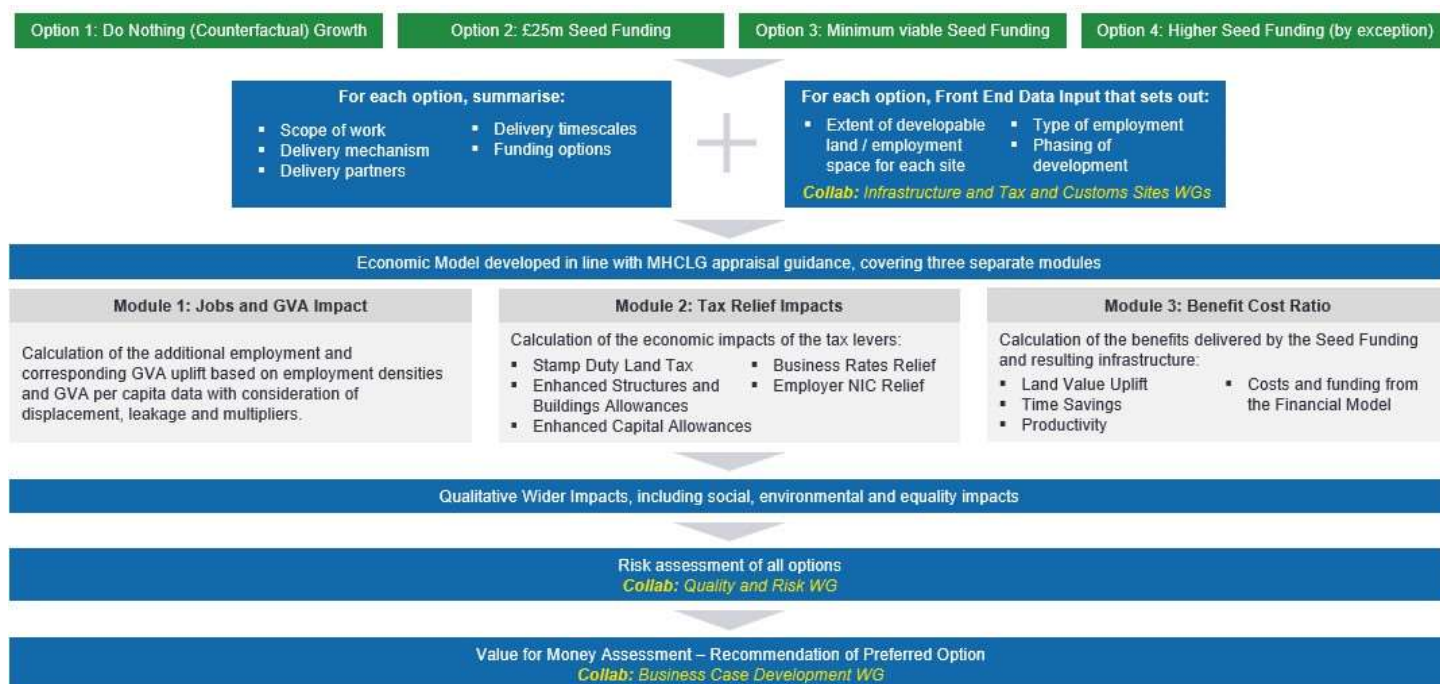 Option 1: Do Nothing (Counterfactual) Growth
Option 2: £25m Seed Funding
Option 3: Minimum viable Seed Funding
Option 4: Higher Seed Funding (by exception)
For each option, summarise:
▪ Scope of work
▪ Delivery mechanism
▪ Delivery partners
▪ Delivery timescales
▪ Funding options
For each option, Front End Data Input that sets out:
▪ Extent of developable
land / employment
space for each site
▪ Type of employment
▪ Phasing of
development
Collab: Infrastructure and Tax and Customs Sites WGs
Economic Model developed in line with MHCLG appraisal guidance, covering three separate modules
Module 1: Jobs and GVA Impact
Calculation of the additional employment and
corresponding GVA uplift based on employment densities
and GVA per capita data with consideration of
displacement, leakage and multipliers.
Module 2: Tax Relief Impacts
Calculation of the economic impacts of the tax levers:
▪ Stamp Duty Land Tax
▪ Enhanced Structures and
Buildings Allowances
▪ Enhanced Capital Allowances
▪ Business Rates Relief
▪ Employer NIC Relief
Module 3: Benefit Cost Ratio
Calculation of the benefits delivered by the Seed Funding
and resulting infrastructure:
▪ Land Value Uplift
▪ Time Savings
▪ Productivity
▪ Costs and funding from
the Financial Model
Qualitative Wider Impacts, including social, environmental and equality impacts
Risk assessment of all options
Collab: Quality and Risk WG
Value for Money Assessment – Recommendation of Preferred Option
Collab: Business Case Development WG